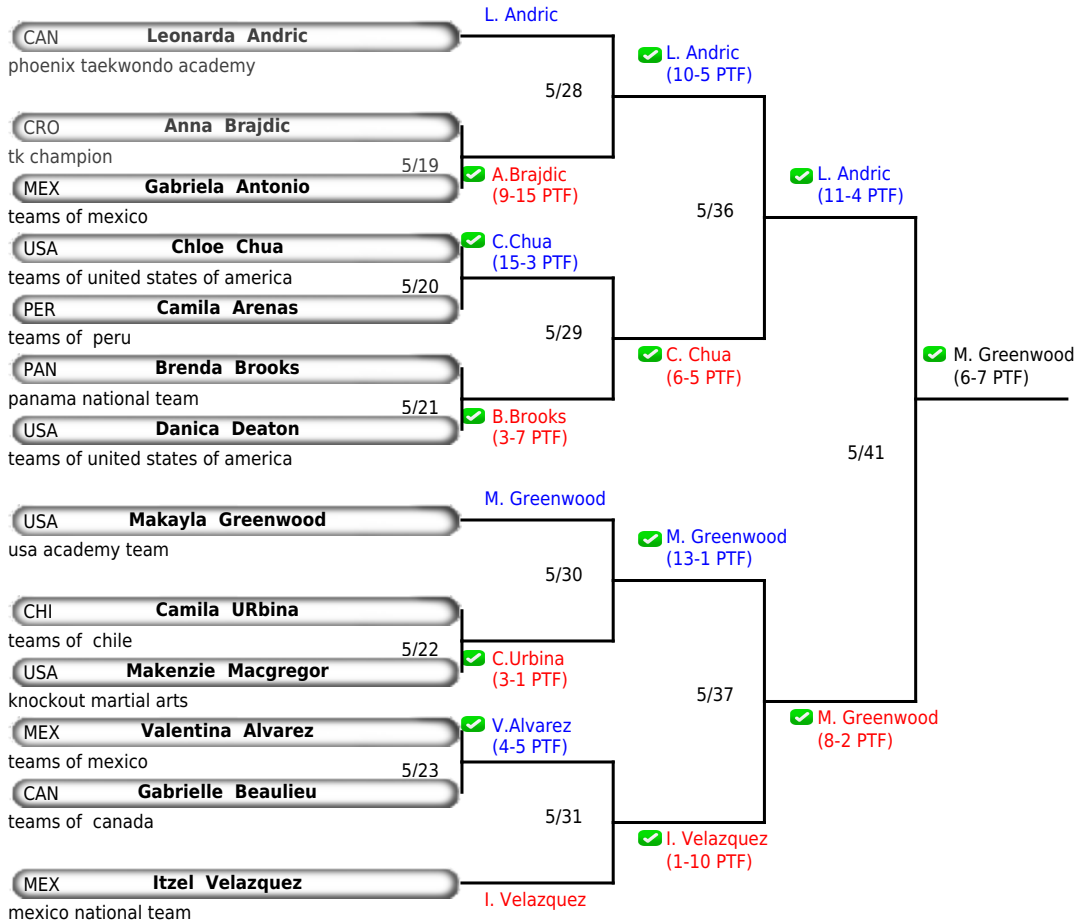 L. Andric
CAN Leonarda Andric
phoenix taekwondo academy
L. Andric
(10-5 PTF)
5/28
CRO Anna Brajdic
tk champion
5/19
A.Brajdic
(9-15 PTF)
MEX Gabriela Antonio
teams of mexico
L. Andric
(11-4 PTF)
5/36
USA Chloe Chua
teams of united states of america
C.Chua
(15-3 PTF)
5/20
PER Camila Arenas
teams of peru
5/29
C. Chua
(6-5 PTF)
M. Greenwood
(6-7 PTF)
PAN Brenda Brooks
panama national team
5/21
B.Brooks
(3-7 PTF)
USA Danica Deaton
teams of united states of america
5/41
M. Greenwood
USA Makayla Greenwood
usa academy team
M. Greenwood
(13-1 PTF)
5/30
CHI Camila URbina
teams of chile
5/22
C.Urbina
(3-1 PTF)
USA Makenzie Macgregor
knockout martial arts
5/37
M. Greenwood
(8-2 PTF)
MEX Valentina Alvarez
teams of mexico
V.Alvarez
(4-5 PTF)
5/23
CAN Gabrielle Beaulieu
teams of canada
5/31
I. Velazquez
(1-10 PTF)
MEX Itzel Velazquez
mexico national team
I. Velazquez